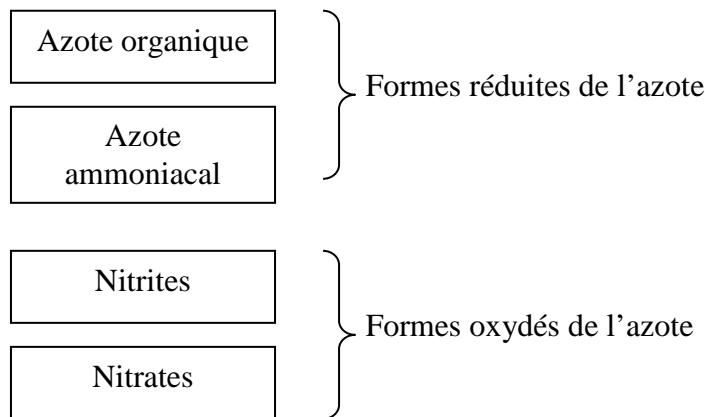 Azote organique
Formes réduites de l’azote
Azote
ammoniacal
Nitrites
Formes oxydés de l’azote
Nitrates